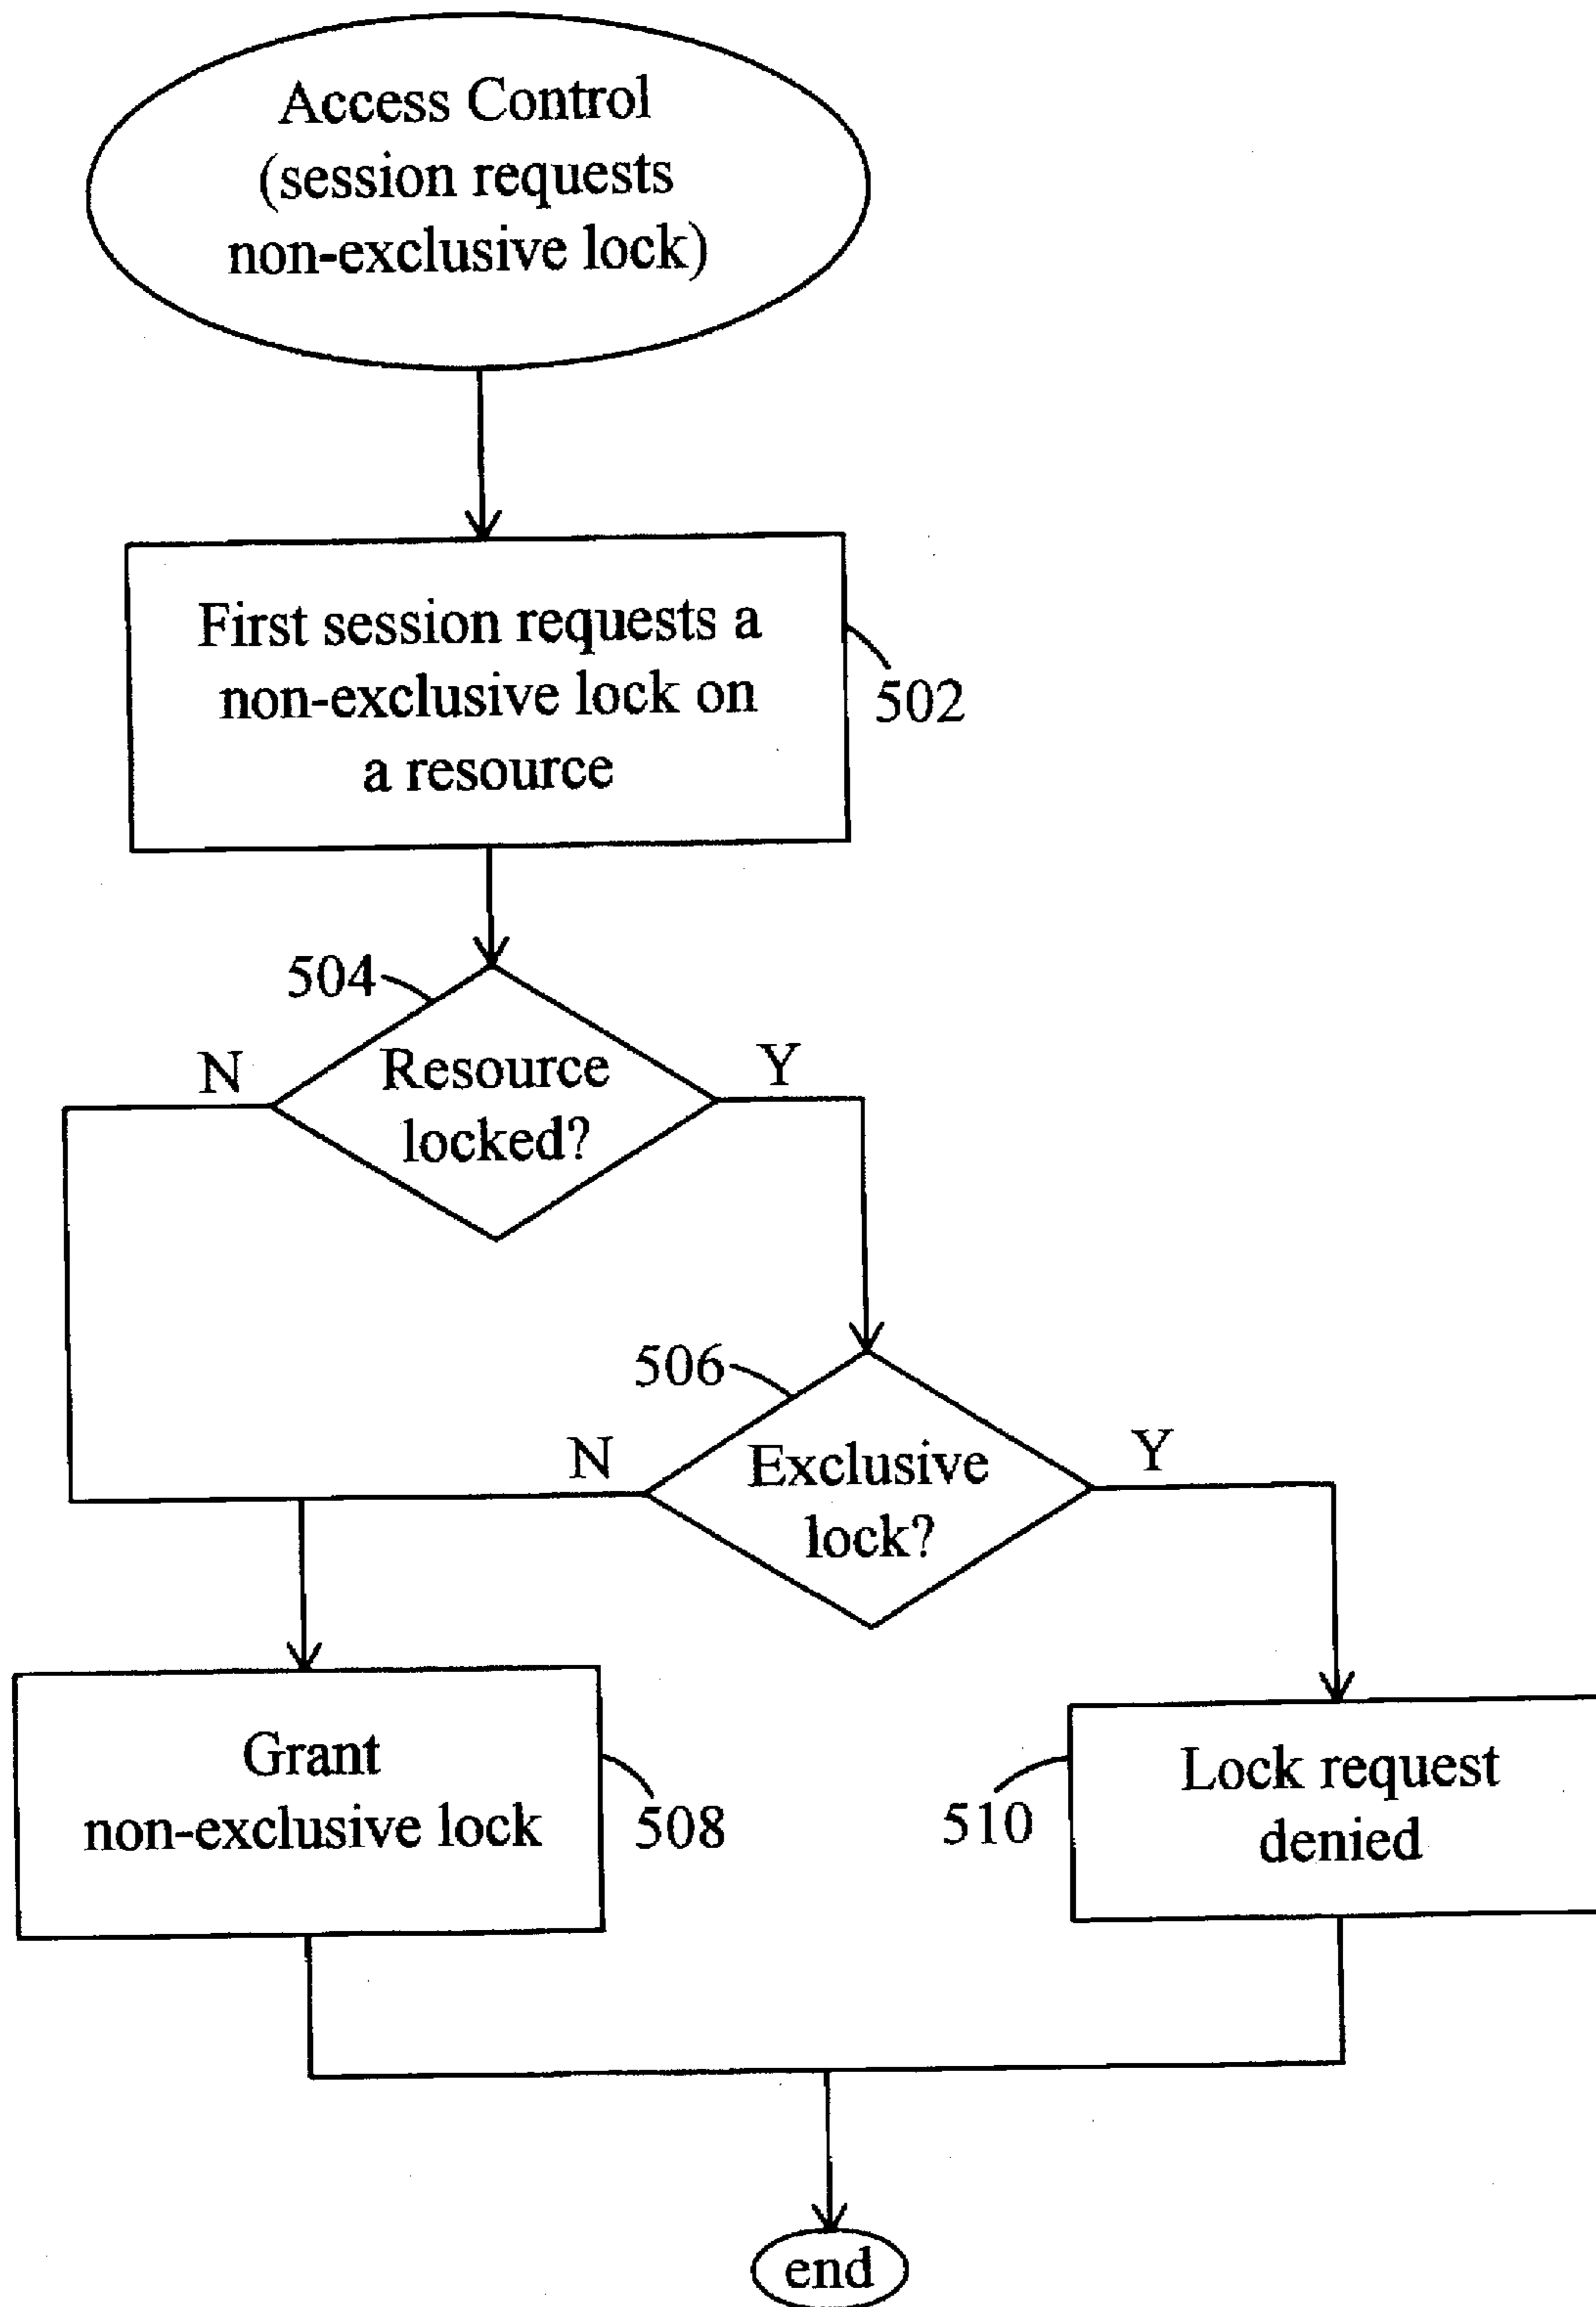 Access Control
(session requests
non-exclusive lock)
First session requests a
non-exclusive lock on
a resource
502
504
N
Resource
locked?
Y
506
N
Exclusive
lock?
Y
Grant
non-exclusive lock
508
510
Lock request
denied
end